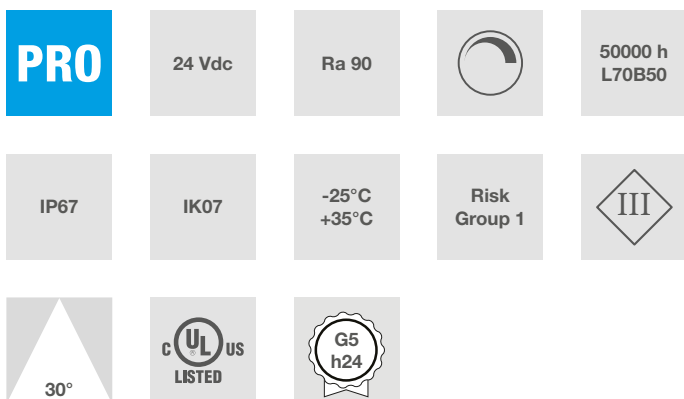 PRO
24 Vdc
Ra 90
50000 h
L70B50
IP67
IK07
-25°C
+35°C
Risk
Group 1
III
30°
C UL US
®
LISTED
G5
h24